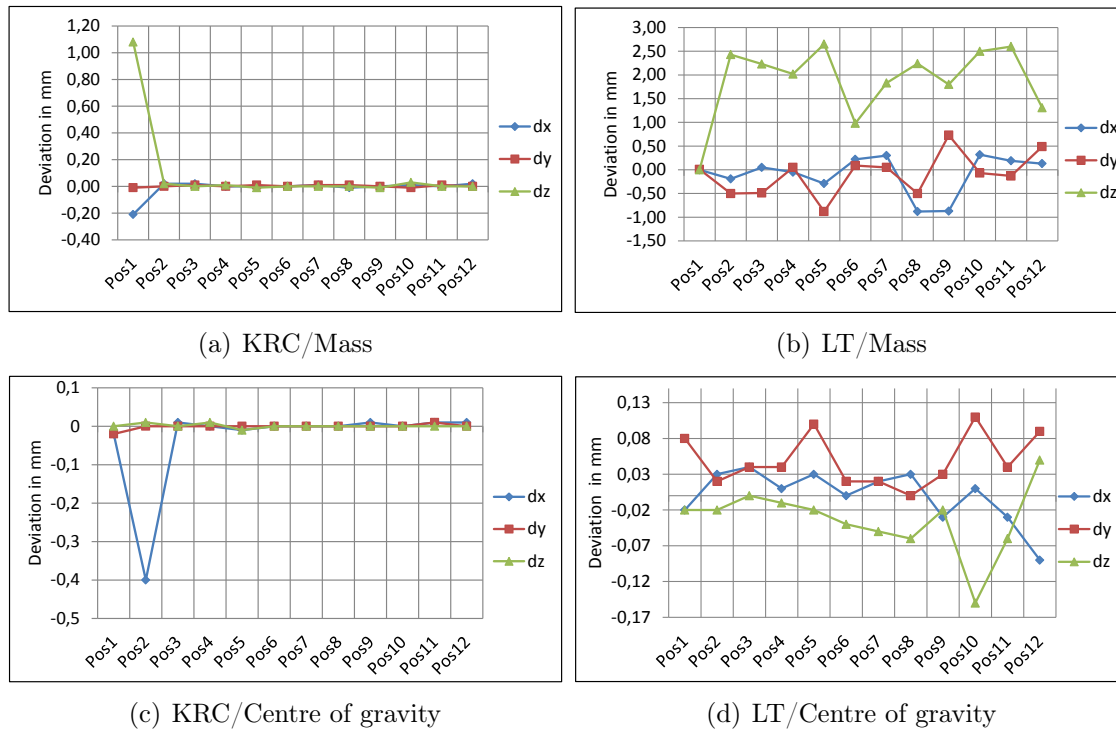 1,20
1,00
0,80
0,60
0,40
0,20
0,00
-0,20
-0,40
Deviation in mm
Pos1 Pos2 Pos3 Pos4 Pos5 Pos6 Pos7 Pos8 Pos9 Pos10 Pos11 Pos12
dx
dy
dz
(a) KRC/Mass
3,00
2,50
2,00
1,50
1,00
0,50
0,00
-0,50
-1,00
-1,50
Deviation in mm
Pos1 Pos2 Pos3 Pos4 Pos5 Pos6 Pos7 Pos8 Pos9 Pos10 Pos11 Pos12
dx
dy
dz
(b) LT/Mass
0,1
0
-0,1
-0,2
-0,3
-0,4
-0,5
Deviation in mm
Pos1 Pos2 Pos3 Pos4 Pos5 Pos6 Pos7 Pos8 Pos9 Pos10 Pos11 Pos12
dx
dy
dz
(c) KRC/Centre of gravity
0,13
0,08
0,03
-0,02
-0,07
-0,12
-0,17
Deviation in mm
Pos1 Pos2 Pos3 Pos4 Pos5 Pos6 Pos7 Pos8 Pos9 Pos10 Pos11 Pos12
dx
dy
dz
(d) LT/Centre of gravity